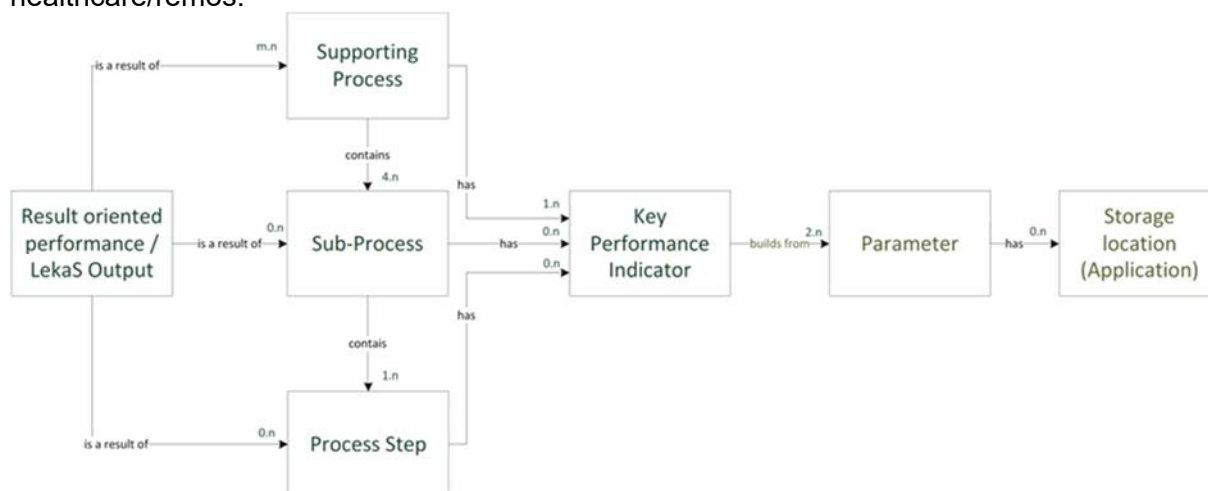 healthcare/remos.
m.n
is a result of
Supporting
Process
contains
has
4.n
1.n
Result oriented
performance /
LekaS Output
0.n
is a result of
Sub-Process
has
0.n
0.n
Key
Performance
Indicator
builds from
2.n
Parameter
has
0.n
Storage
location
(Application)
has
contais
1.n
0.n
is a result of
Process Step